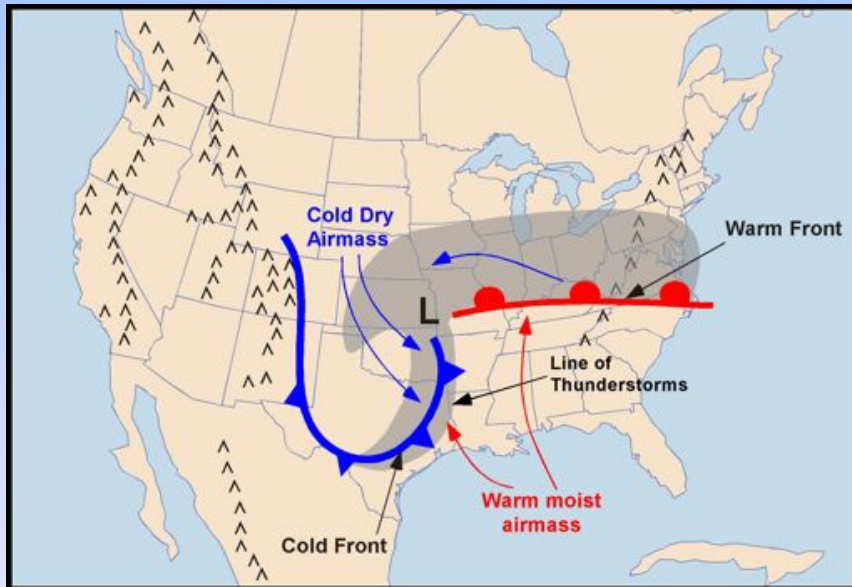 Cold Dry
Airmass
Warm Front
L
Line of
Thunderstorms
Warm moist
airmass
Cold Front